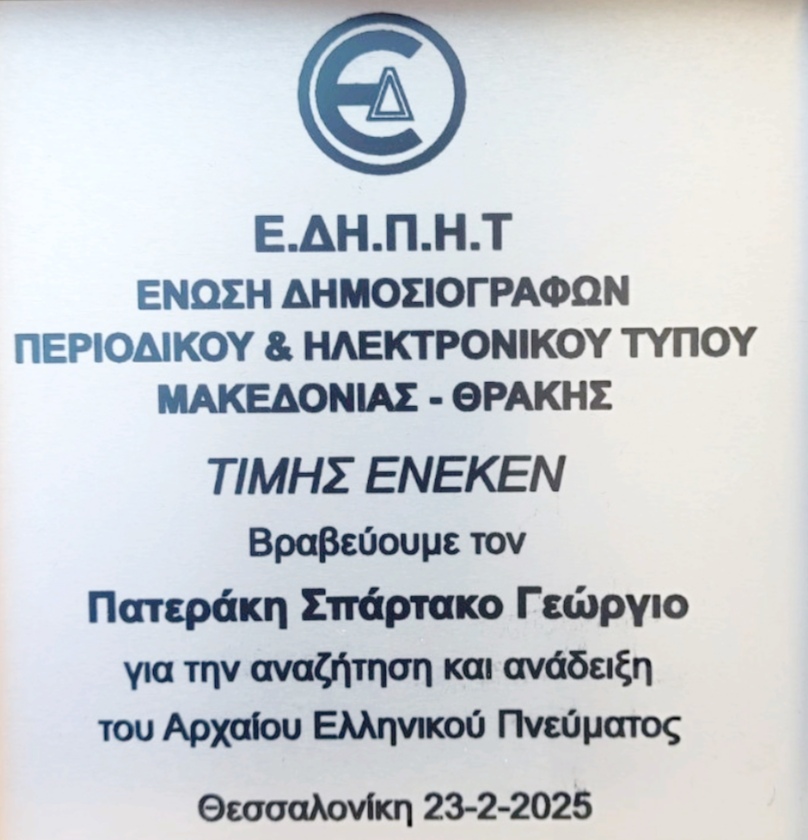 ΕΔ
Ε.ΔΗ.Π.Η.Τ
ΕΝΩΣΗ ΔΗΜΟΣΙΟΓΡΑΦΩΝ
ΠΕΡΙΟΔΙΚΟΥ & ΗΛΕΚΤΡΟΝΙΚΟΥ ΤΥΠΟΥ
ΜΑΚΕΔΟΝΙΑΣ - ΘΡΑΚΗΣ
ΤΙΜΗΣ ΕΝΕΚΕΝ
Βραβεύουμε τον
Πατεράκη Σπάρτακο Γεώργιο
για την αναζήτηση και ανάδειξη
του Αρχαίου Ελληνικού Πνεύματος
Θεσσαλονίκη 23-2-2025